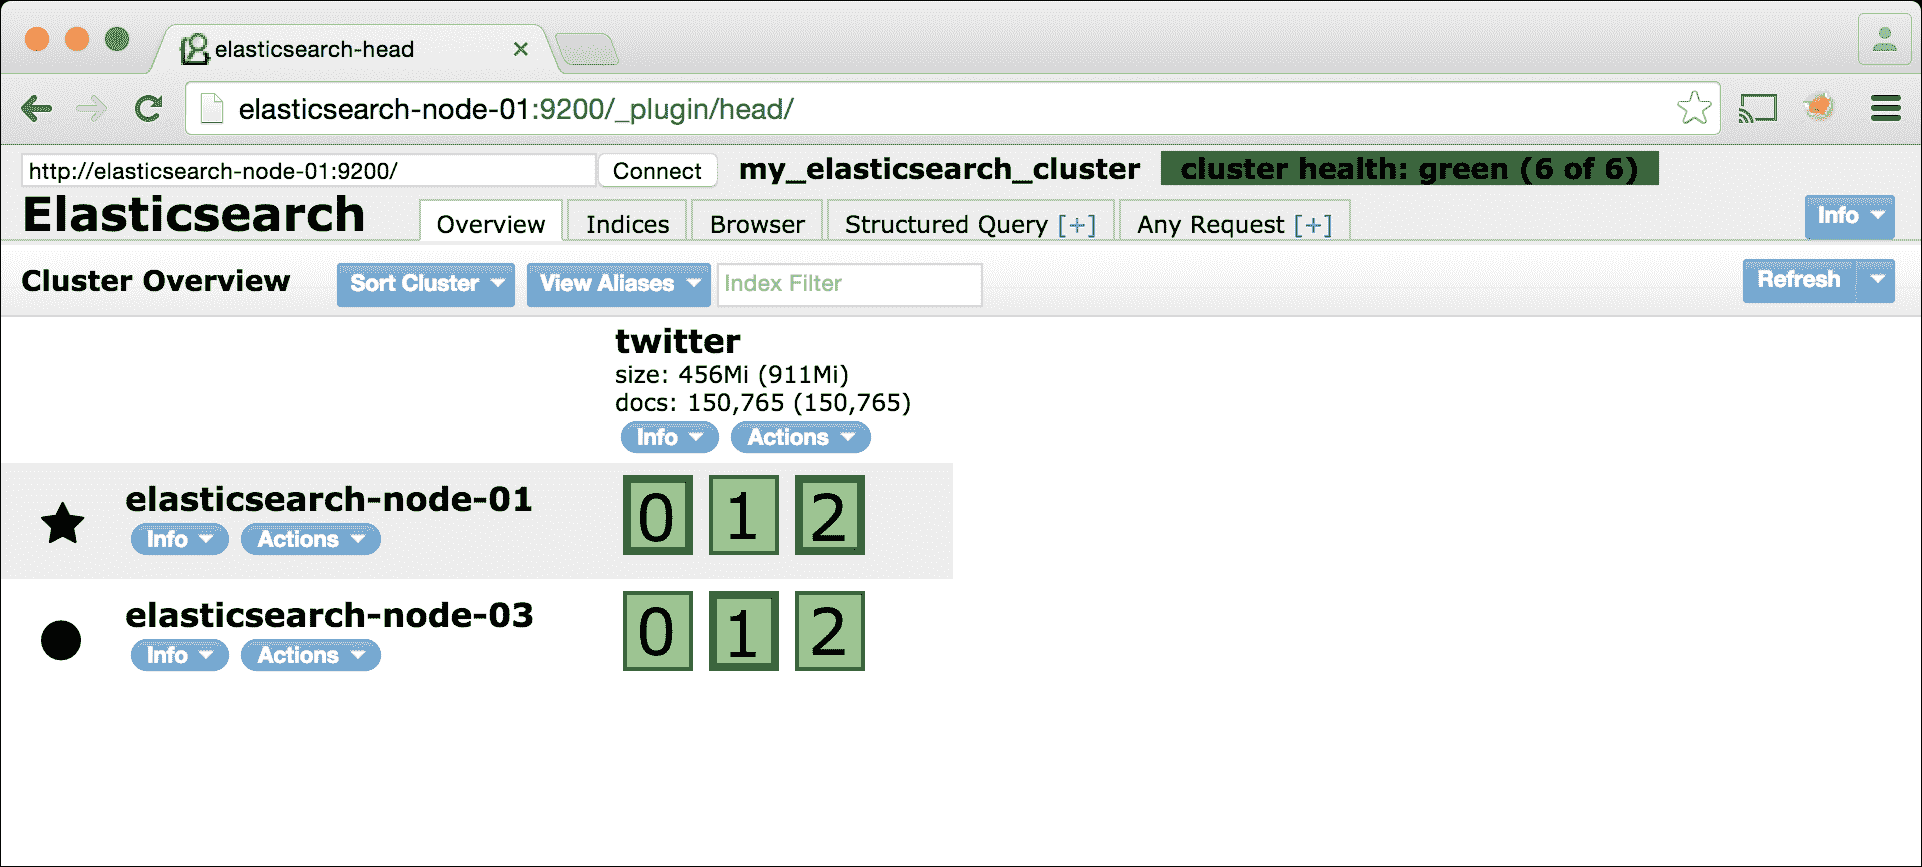 elasticsearch-head
elasticsearch-node-01:9200/_plugin/head/
http://elasticsearch-node-01:9200/ Connect my_elasticsearch_cluster cluster health: green (6 of 6)
Elasticsearch Overview Indices Browser Structured Query [+] Any Request [+] Info
Cluster Overview Sort Cluster View Aliases Index Filter Refresh
twitter
size: 456Mi (911Mi)
docs: 150,765 (150,765)
Info Actions
elasticsearch-node-01 0 1 2
Info Actions
elasticsearch-node-03 0 1 2
Info Actions